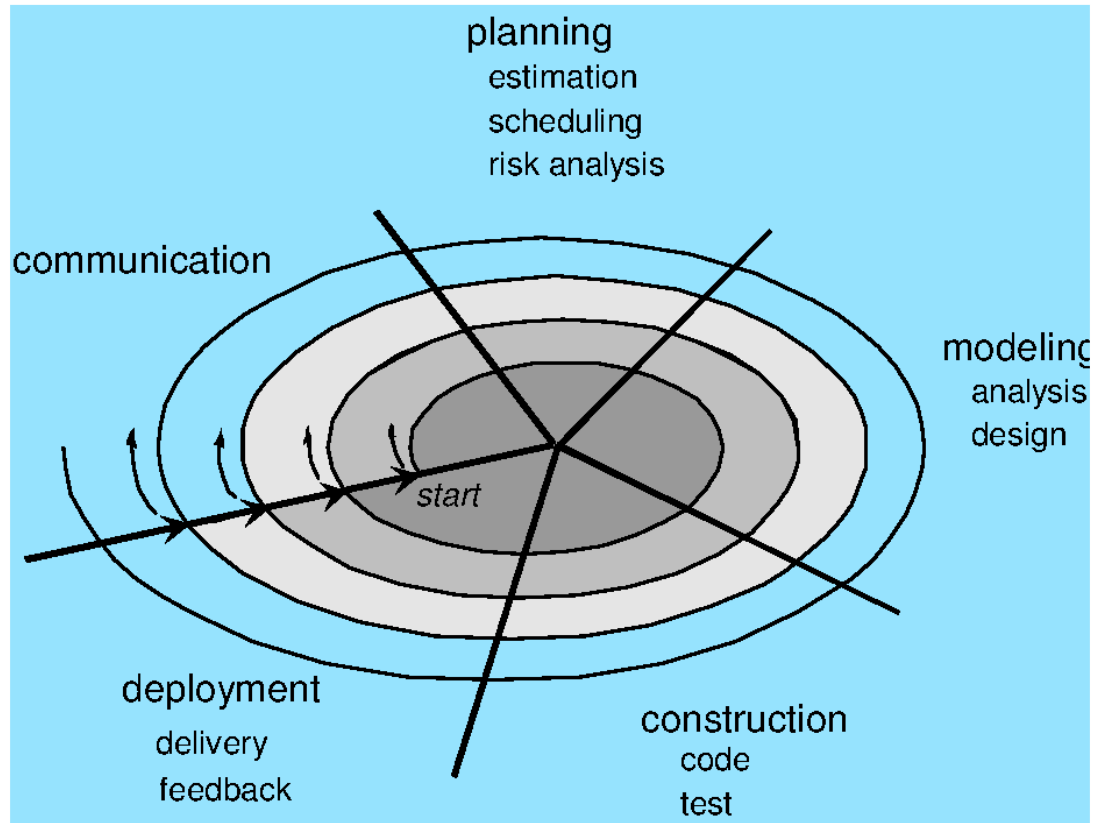 planning
estimation
scheduling
risk analysis
communication
modeling
analysis
design
start
deployment
delivery
feedback
construction
code
test